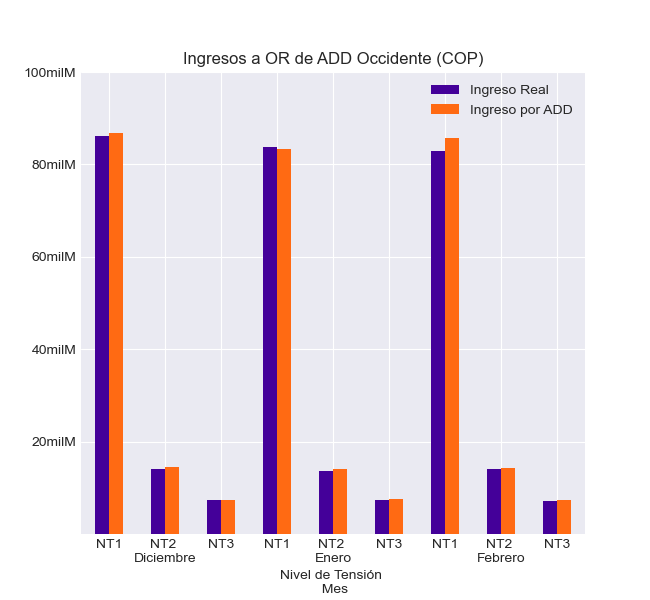 Ingresos a OR de ADD Occidente (COP)
100milM
80milM
60milM
40milM
20milM
Ingreso Real
Ingreso por ADD
NT1 NT2 NT3 NT1 NT2 NT3 NT1 NT2 NT3
Diciembre Enero Febrero
Nivel de Tensión
Mes